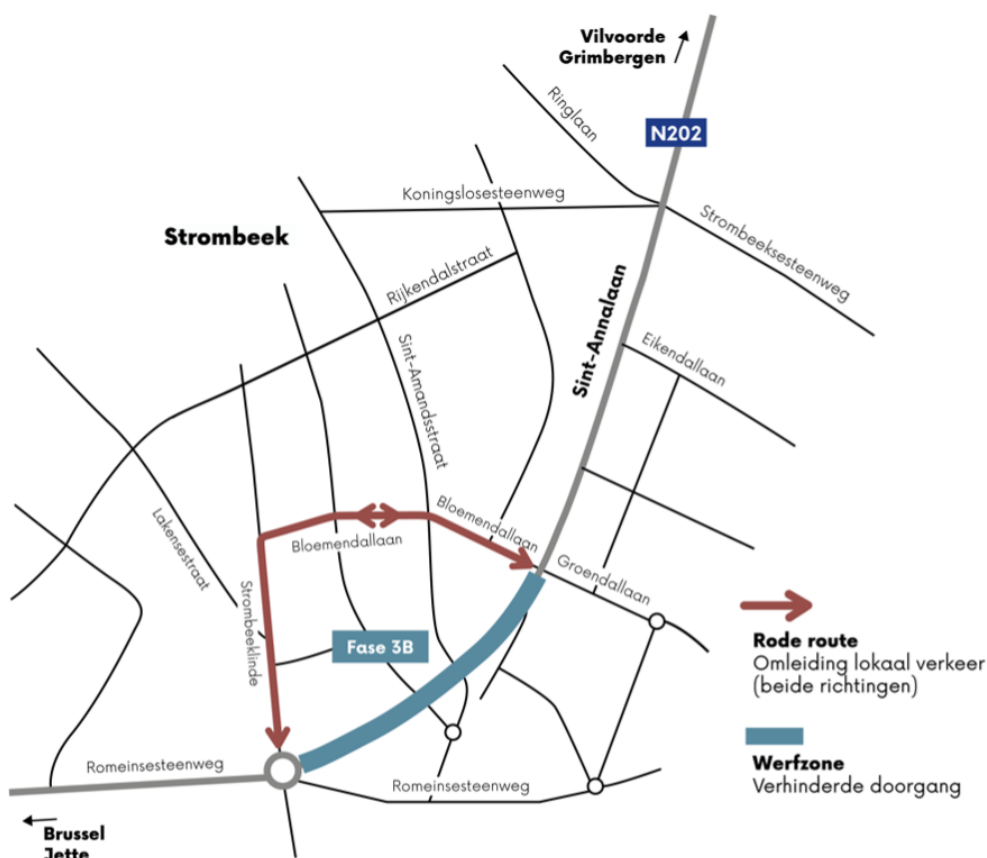 Vilvoorde
Grimbergen
Ringlaan
N202
Koningslosesteenweg
Strombeeksesteenweg
Strombeek
Rijkendalstraat
Sint-Annalaan
Sint-Amandsstraat
Eikendallaan
Bloemendallaan
Bloemendallaan
Groendallaan
Lakensestraat
Strombeeklinde
Fase 3B
Rode route
Omleiding lokaal verkeer
(beide richtingen)
Werfzone
Verhinderde doorgang
Romeinsesteenweg
Romeinsesteenweg
Brussel
Jette